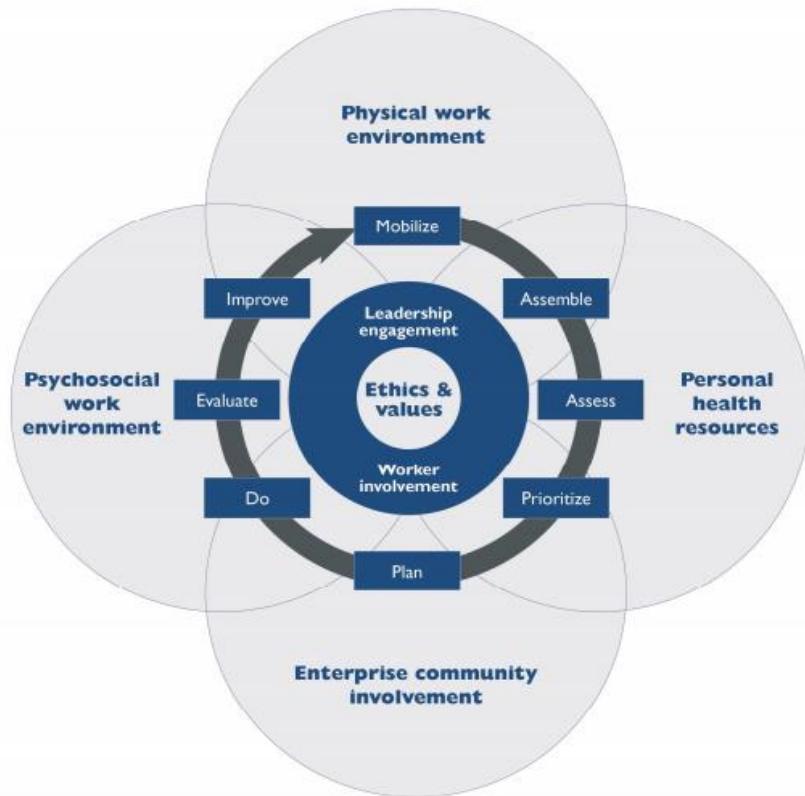 Physical work
environment
Mobilize
Improve
Assemble
Leadership
engagement
Psychosocial
work
environment
Evaluate
Ethics &
values
Assess
Personal
health
resources
Worker
involvement
Do
Prioritize
Plan
Enterprise community
involvement